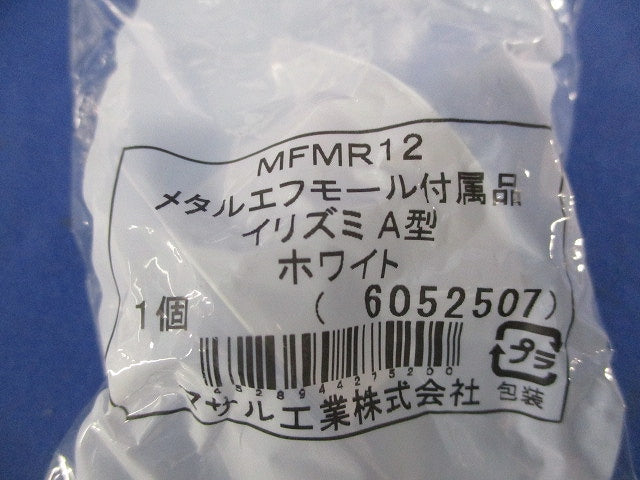 MFMR12
メタルエフモール付属品
イリズミ A型
ホワイト
1個 (6052507)
プラ
マサル工業株式会社 包装